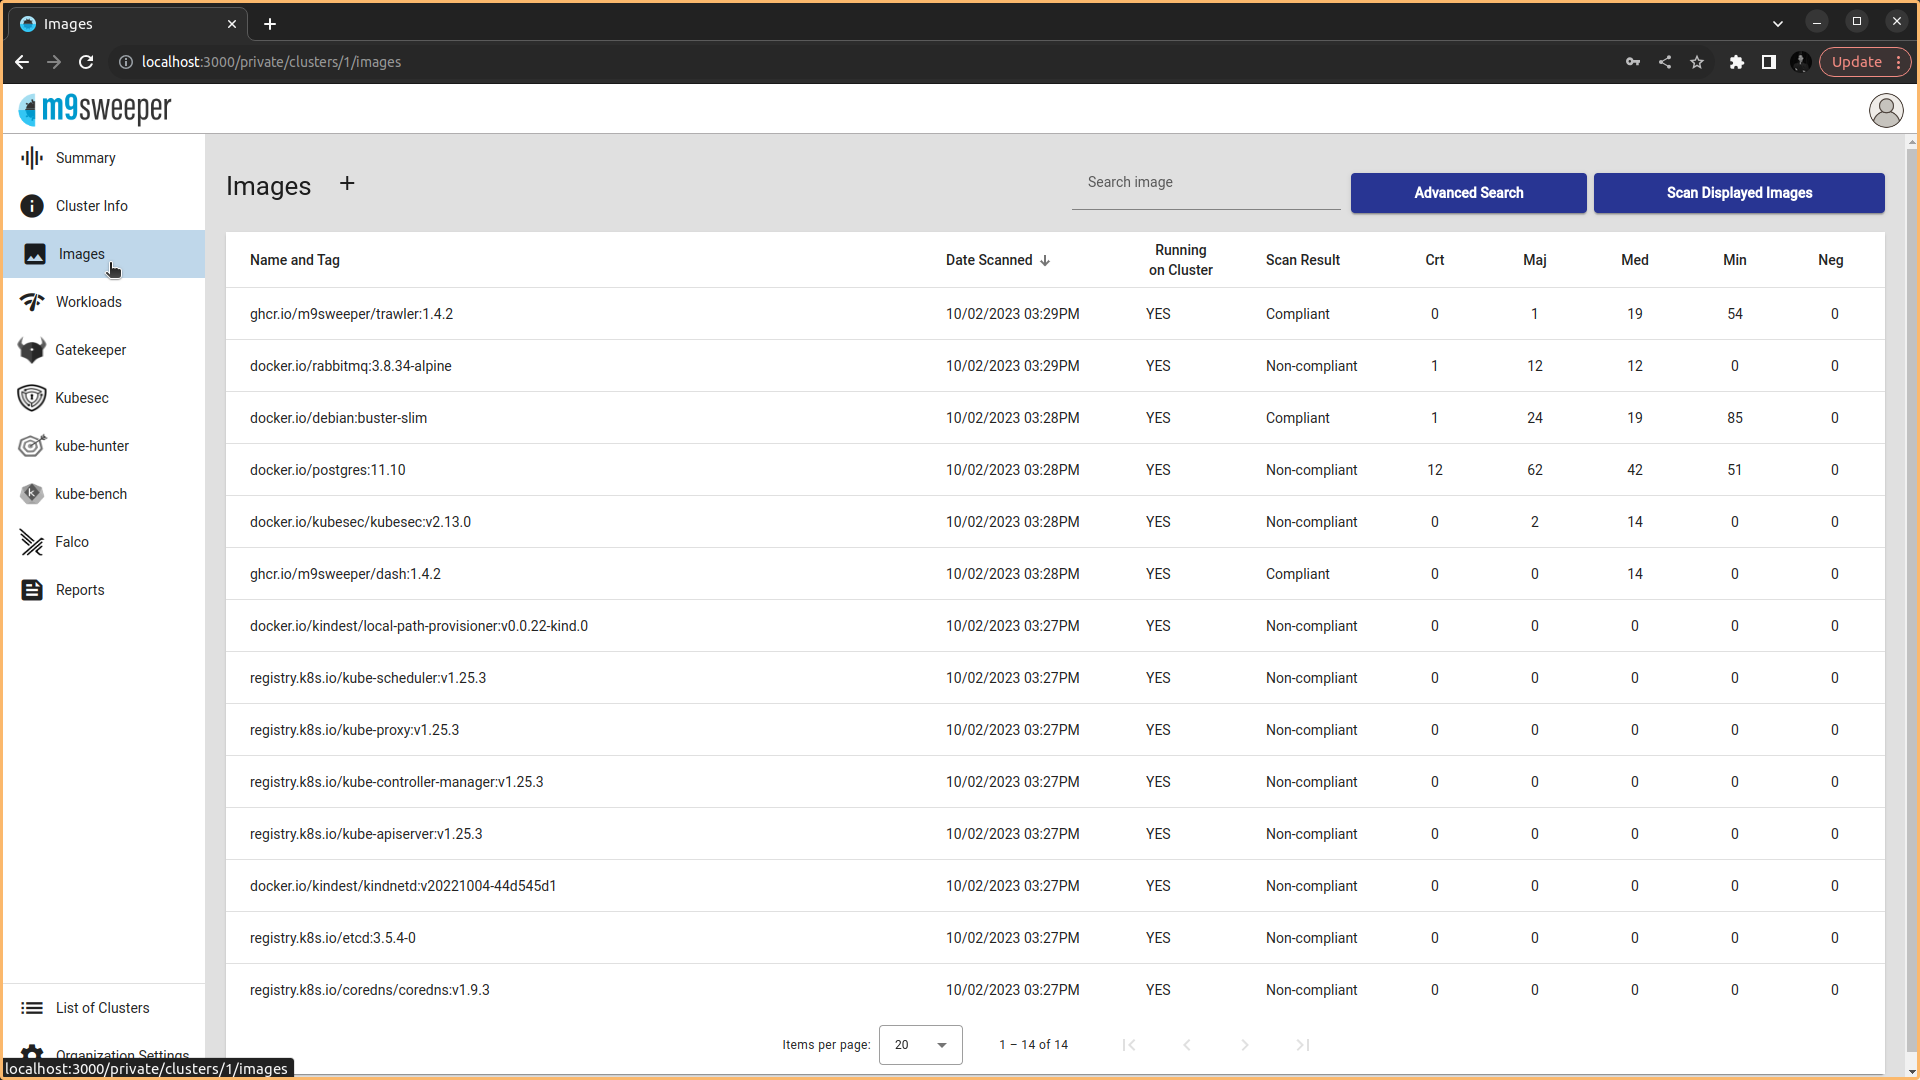 Images
localhost:3000/private/clusters/1/images
Update
m9sweeper
Summary
Cluster Info
Images
Workloads
Gatekeeper
Kubesec
kube-hunter
kube-bench
Falco
Reports
List of Clusters
Organization Settings
localhost:3000/private/clusters/1/images
Images +
Search image
Advanced Search
Scan Displayed Images
Name and Tag Date Scanned Running on Cluster Scan Result Crt Maj Med Min Neg
ghcr.io/m9sweeper/trawler:1.4.2 10/02/2023 03:29PM YES Compliant 0 1 19 54 0
docker.io/rabbitmq:3.8.34-alpine 10/02/2023 03:29PM YES Non-compliant 1 12 12 0 0
docker.io/debian:buster-slim 10/02/2023 03:28PM YES Compliant 1 24 19 85 0
docker.io/postgres:11.10 10/02/2023 03:28PM YES Non-compliant 12 62 42 51 0
docker.io/kubesec/kubesec:v2.13.0 10/02/2023 03:28PM YES Non-compliant 0 2 14 0 0
ghcr.io/m9sweeper/dash:1.4.2 10/02/2023 03:28PM YES Compliant 0 0 14 0 0
docker.io/kindest/local-path-provisioner:v0.0.22-kind.0 10/02/2023 03:27PM YES Non-compliant 0 0 0 0 0
registry.k8s.io/kube-scheduler:v1.25.3 10/02/2023 03:27PM YES Non-compliant 0 0 0 0 0
registry.k8s.io/kube-proxy:v1.25.3 10/02/2023 03:27PM YES Non-compliant 0 0 0 0 0
registry.k8s.io/kube-controller-manager:v1.25.3 10/02/2023 03:27PM YES Non-compliant 0 0 0 0 0
registry.k8s.io/kube-apiserver:v1.25.3 10/02/2023 03:27PM YES Non-compliant 0 0 0 0 0
docker.io/kindest/kindnetd:v20221004-44d545d1 10/02/2023 03:27PM YES Non-compliant 0 0 0 0 0
registry.k8s.io/etcd:3.5.4-0 10/02/2023 03:27PM YES Non-compliant 0 0 0 0 0
registry.k8s.io/coredns/coredns:v1.9.3 10/02/2023 03:27PM YES Non-compliant 0 0 0 0 0
Items per page: 20 1 – 14 of 14